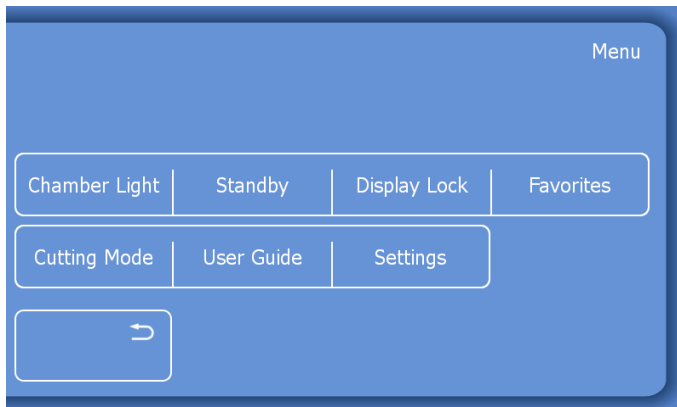 Menu
Chamber Light Standby Display Lock Favorites
Cutting Mode User Guide Settings